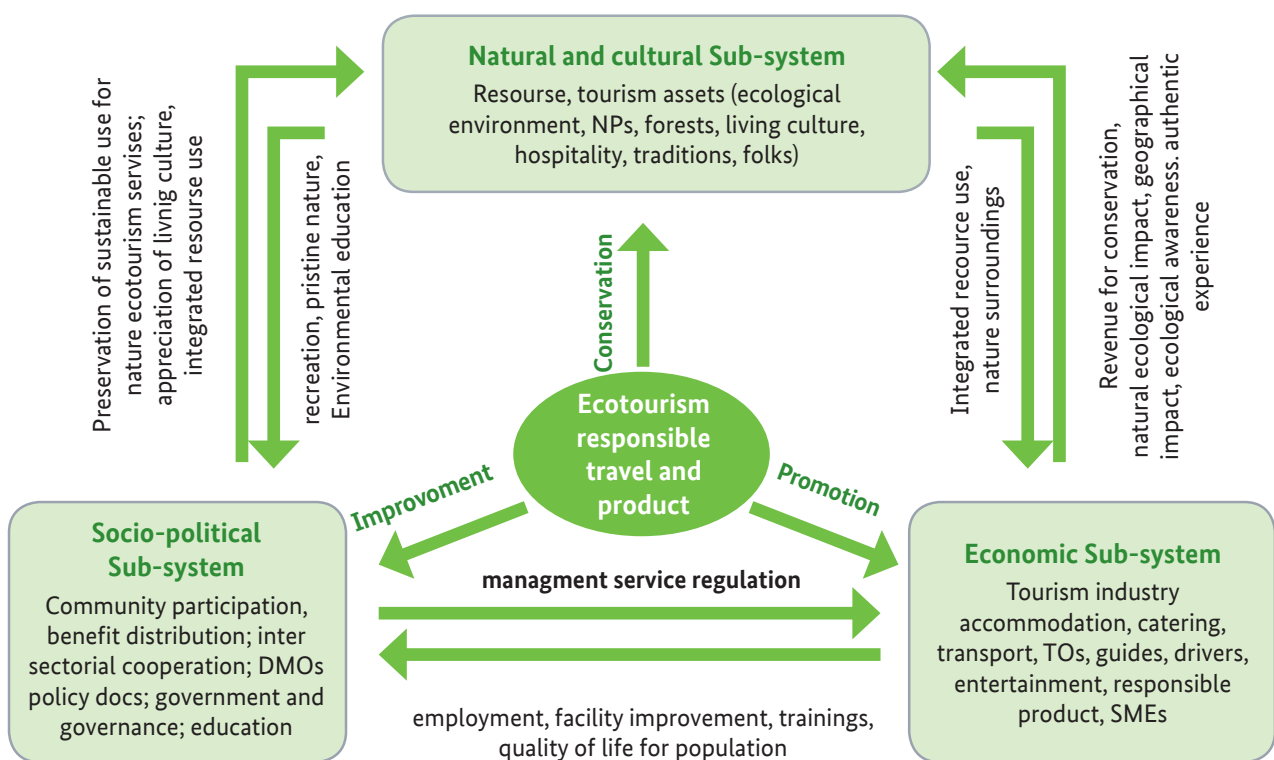 Natural and cultural Sub-system
Resourse, tourism assets (ecological
environment, NPs, forests, living culture,
hospitality, traditions, folks)
Preservation of sustainable use for
nature ecotourism servises;
appreciation of livnig culture,
integrated resourse use
recreation, pristine nature,
Environmental education
Conservation
Integrated recource use,
nature surroundings
Revenue for conservation,
natural ecological impact, geographical
impact, ecological awareness. authentic
experience
Ecotourism
responsible
travel and
product
Improvoment
Promotion
Socio-political
Sub-system
Community participation,
benefit distribution; inter
sectorial cooperation; DMOs
policy docs; government and
governance; education
managment service regulation
employment, facility improvement, trainings,
quality of life for population
Economic Sub-system
Tourism industry
accommodation, catering,
transport, TOs, guides, drivers,
entertainment, responsible
product, SMEs